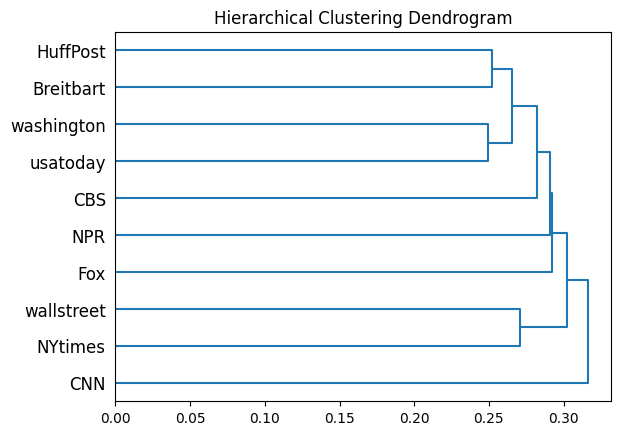 Hierarchical Clustering Dendrogram
HuffPost
Breitbart
washington
usatoday
CBS
NPR
Fox
wallstreet
NYtimes
CNN
0.00 0.05 0.10 0.15 0.20 0.25 0.30